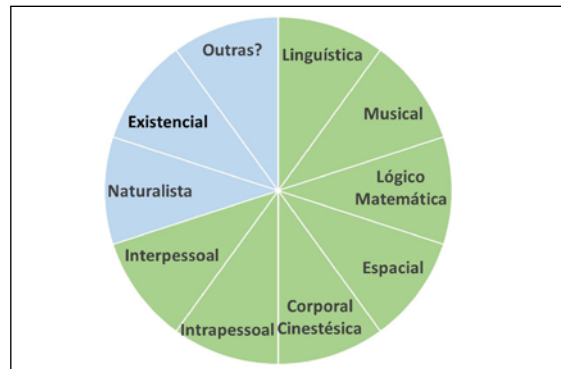 Outras?
Linguística
Existencial
Musical
Naturalista
Lógico
Matemática
Interpessoal
Espacial
Intrapessoal
Corporal
Cinestésica